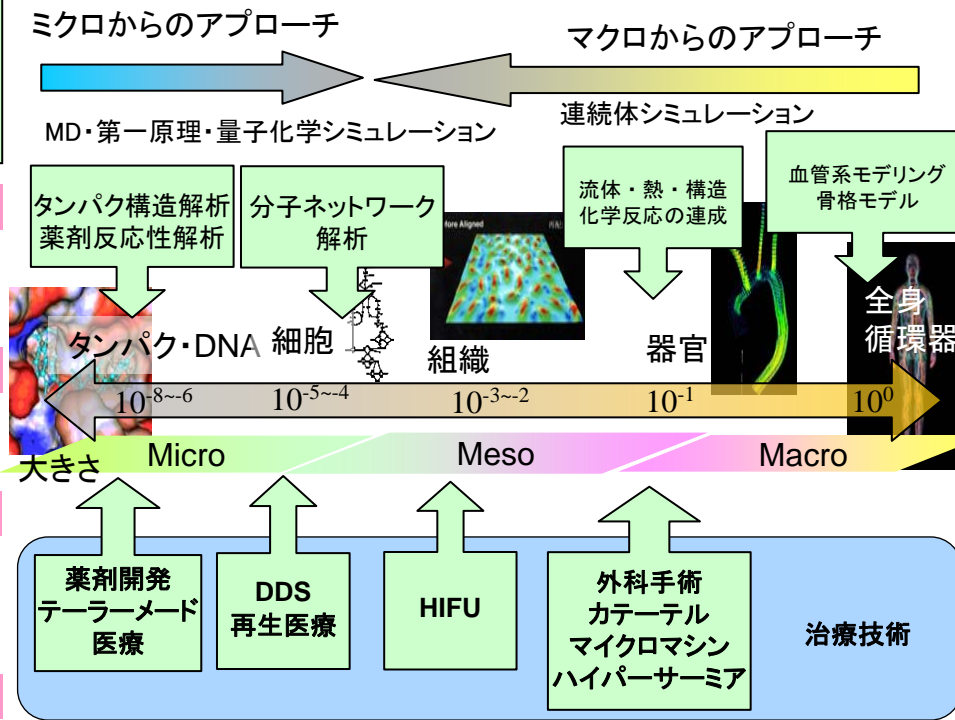 ミクロからのアプローチ
マクロからのアプローチ
MD・第一原理・量子化学シミュレーション
連続体シミュレーション
タンパク構造解析
薬剤反応性解析
分子ネットワーク
解析
流体・熱・構造
化学反応の連成
血管系モデリング
骨格モデル
fore Aligned
タンパク・DNA
細胞
組織
器官
全身
循環器
10-8~-6
10-5~-4
10-3~-2
10-1
100
大きさ
Micro
Meso
Macro
薬剤開発
テーラーメード
医療
DDS
再生医療
HIFU
外科手術
カテーテル
マイクロマシン
ハイパーサーミア
治療技術